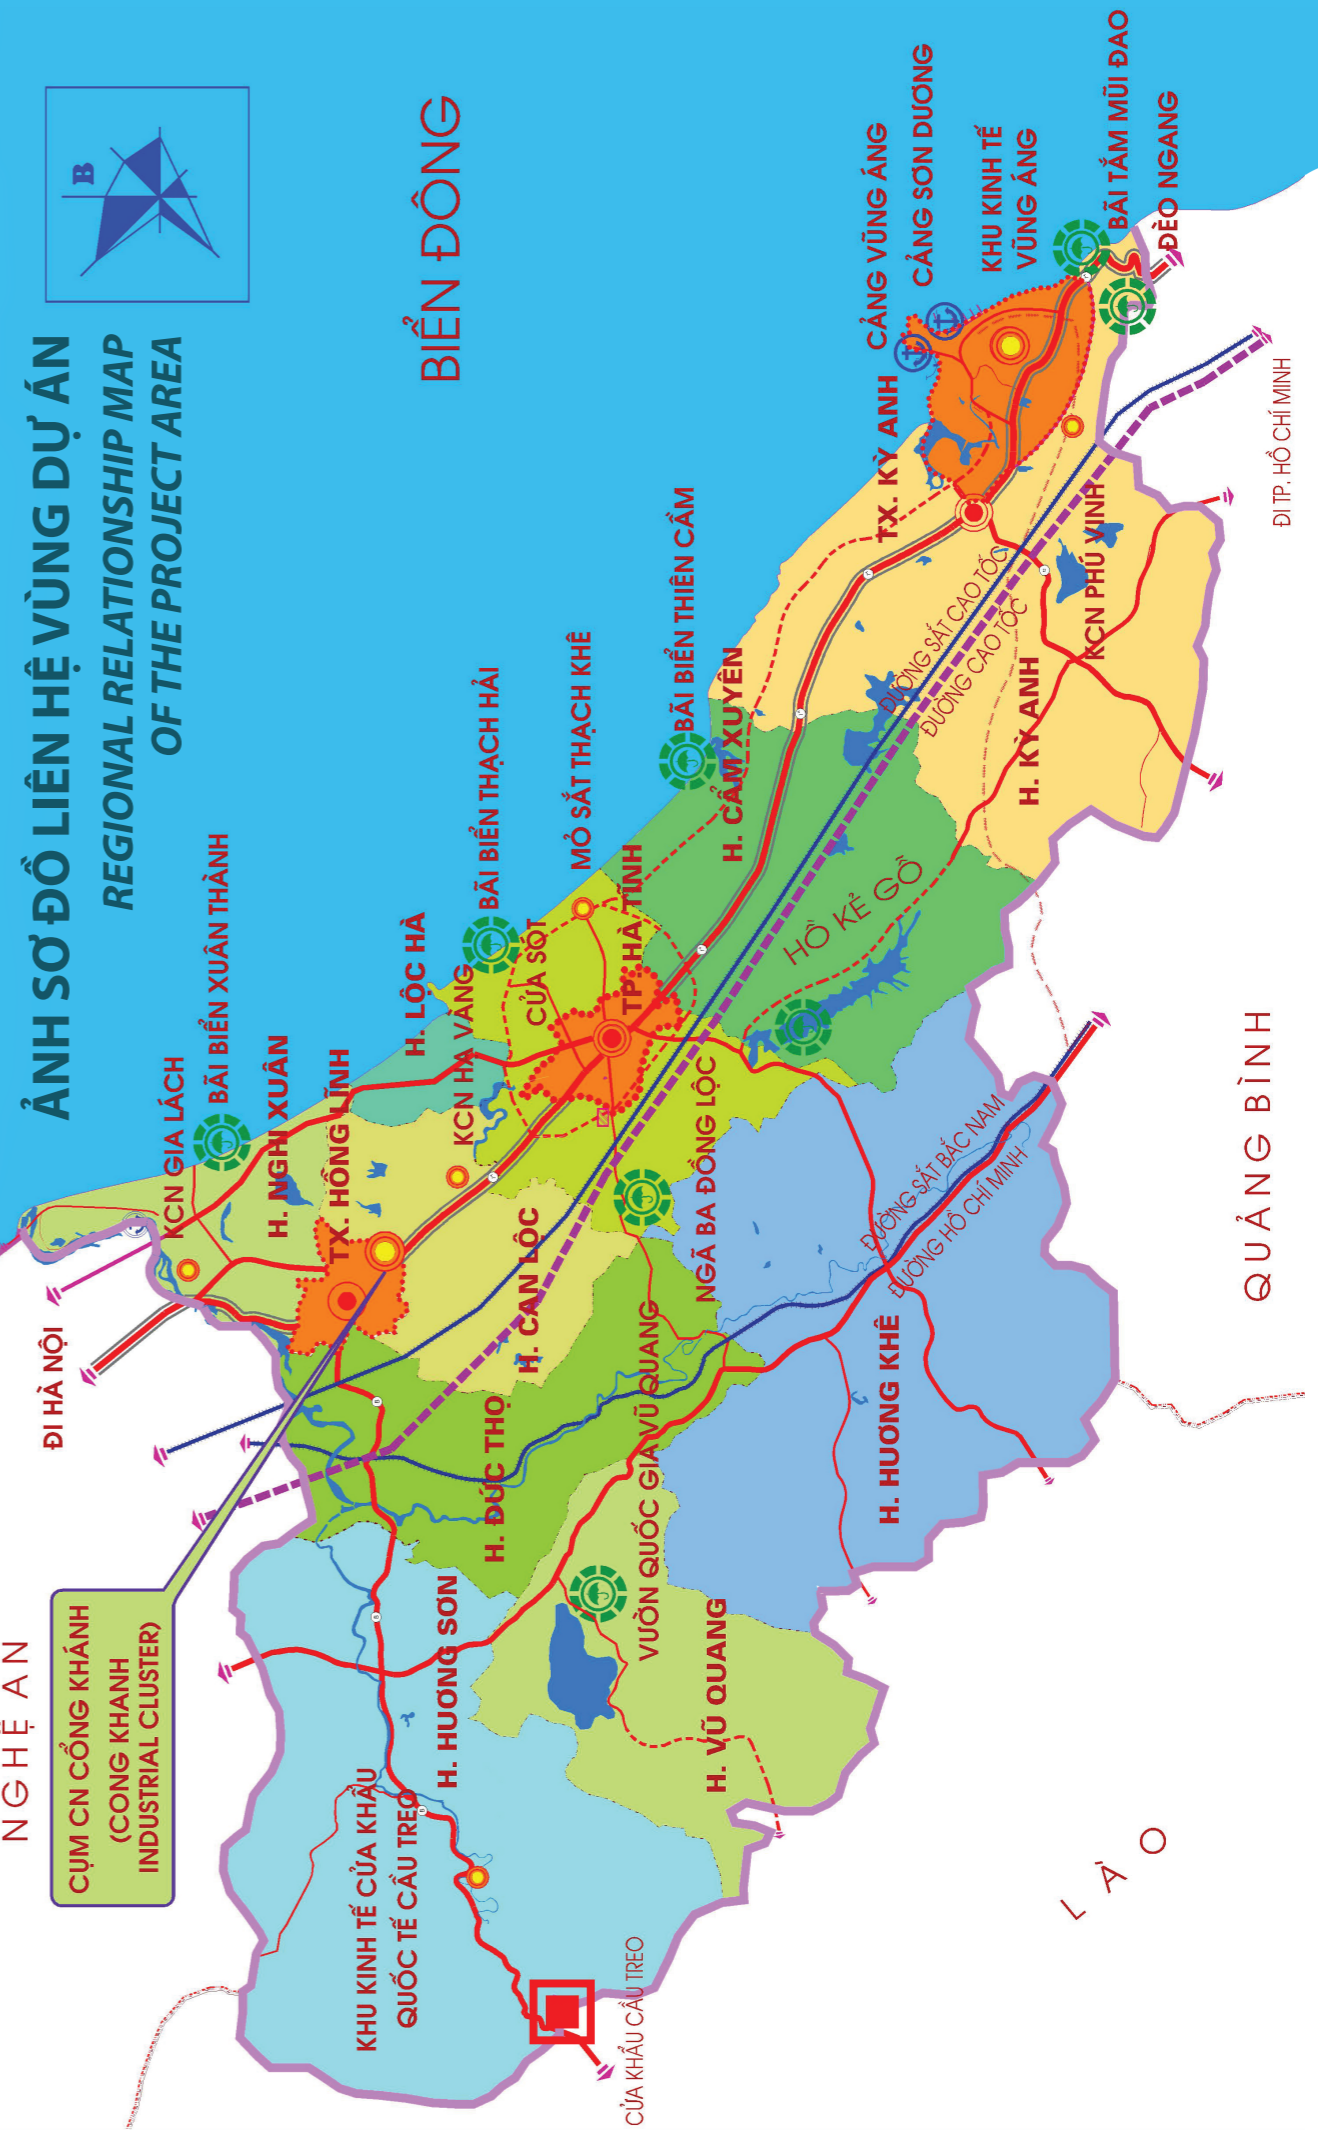 ẢNH SƠ ĐỒ LIÊN HỆ VÙNG DỰ ÁN
REGIONAL RELATIONSHIP MAP
OF THE PROJECT AREA
B
NGHỆ AN
CỤM CN CỔNG KHÁNH
(CONG KHANH
INDUSTRIAL CLUSTER)
ĐI HÀ NỘI
KCN GIA LÁCH
BÃI BIỂN XUÂN THÀNH
H. NGHI XUÂN
TX. HỒNG LĨNH
BIỂN ĐÔNG
H. LỘC HÀ
KCN HẠ VÀNG
BÃI BIỂN THẠCH HẢI
CỬA SÓT
MỎ SẮT THẠCH KHÊ
TP. HÀ TĨNH
BÃI BIỂN THIÊN CẦM
H. CẨM XUYÊN
H. CAN LỘC
H. ĐỨC THỌ
NGÃ BA ĐỒNG LỘC
HỒ KẺ GỖ
CẢNG VŨNG ÁNG
CẢNG SƠN DƯƠNG
TX. KỲ ANH
KHU KINH TẾ
VŨNG ÁNG
BÃI TẮM MŨI ĐAO
ĐÈO NGANG
ĐƯỜNG SẮT CAO TỐC
ĐƯỜNG CAO TỐC
H. KỲ ANH
KCN PHÚ VINH
ĐI TP. HỒ CHÍ MINH
H. HƯƠNG SƠN
KHU KINH TẾ CỬA KHẨU
QUỐC TẾ CẦU TREO
VƯỜN QUỐC GIA VŨ QUANG
H. VŨ QUANG
H. HƯƠNG KHÊ
ĐƯỜNG SẮT BẮC NAM
ĐƯỜNG HỒ CHÍ MINH
CỬA KHẨU CẦU TREO
QUẢNG BÌNH
LÀO